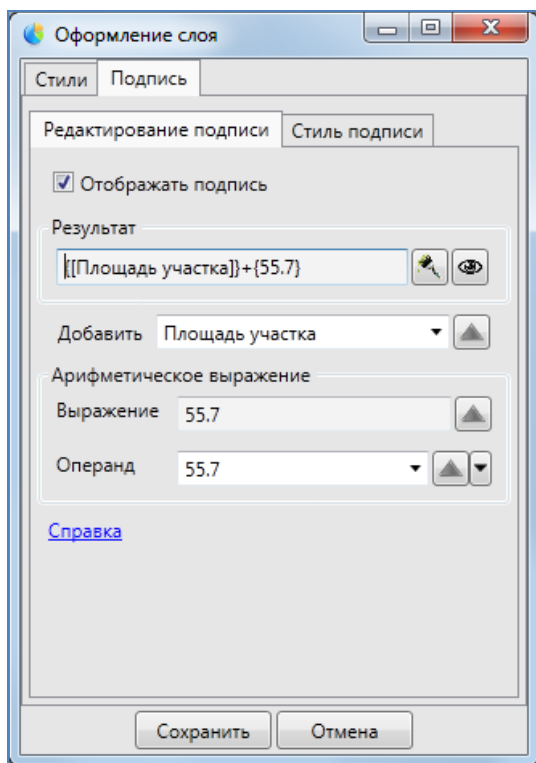 Оформление слоя
Стили Подпись
Редактирование подписи Стиль подписи
Отображать подпись
Результат
{[Площадь участка]}+{55.7}
Добавить Площадь участка
Арифметическое выражение
Выражение 55.7
Операнд 55.7
Справка
Сохранить Отмена